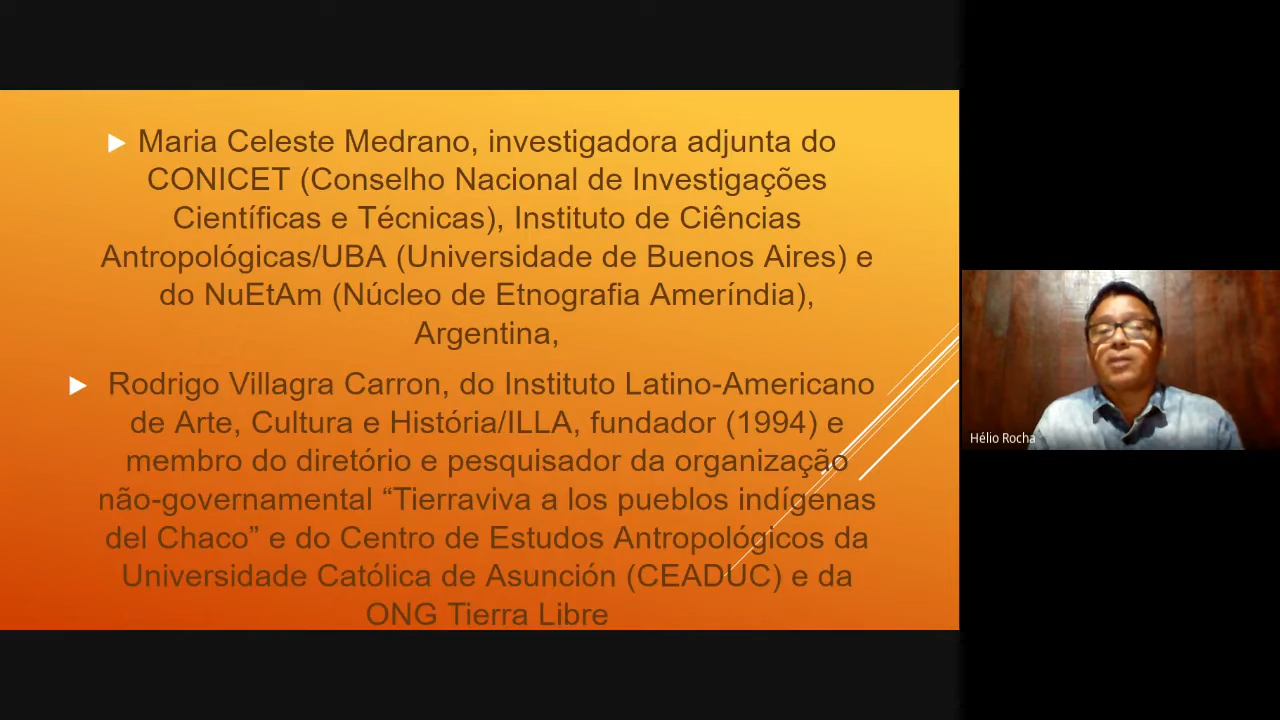 Maria Celeste Medrano, investigadora adjunta do
CONICET (Conselho Nacional de Investigações
Científicas e Técnicas), Instituto de Ciências
Antropológicas/UBA (Universidade de Buenos Aires) e
do NuEtAm (Núcleo de Etnografia Ameríndia),
Argentina,
Rodrigo Villagra Carron, do Instituto Latino-Americano
de Arte, Cultura e História/ILLA, fundador (1994) e
membro do diretório e pesquisador da organização
não-governamental “Tierraviva a los pueblos indígenas
del Chaco” e do Centro de Estudos Antropológicos da
Universidade Católica de Asunción (CEADUC) e da
ONG Tierra Libre
Hélio Rocha